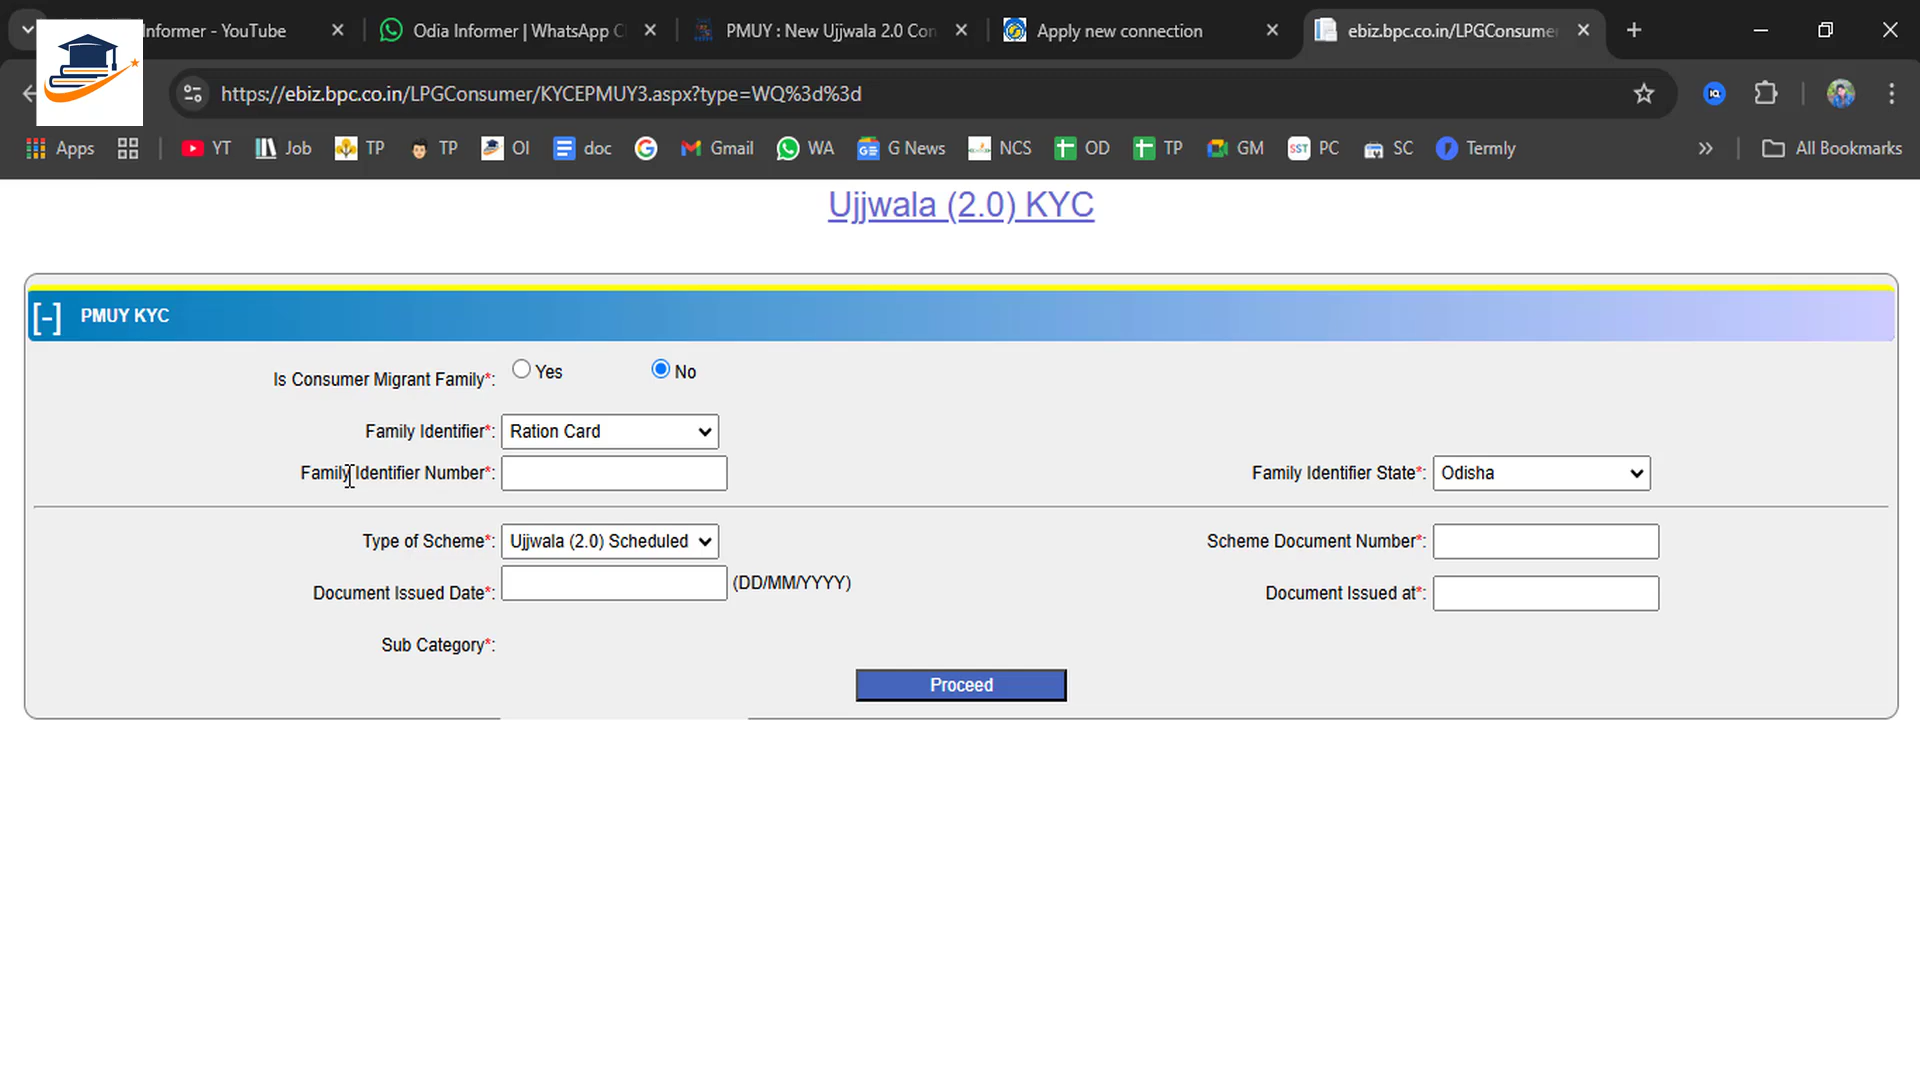 Informer - YouTube
Odia Informer | WhatsApp C
PMUY : New Ujjwala 2.0 Con
Apply new connection
ebiz.bpc.co.in/LPGConsume
https://ebiz.bpc.co.in/LPGConsumer/KYCEPMUY3.aspx?type=WQ%3d%3d
Apps YT Job TP TP OI doc Gmail WA G News NCS OD TP GM SST PC SC Termly » All Bookmarks
Ujjwala (2.0) KYC
[-] PMUY KYC
Is Consumer Migrant Family*: Yes No
Family Identifier*: Ration Card
Family Identifier Number*: Family Identifier State*: Odisha
Type of Scheme*: Ujjwala (2.0) Scheduled Scheme Document Number*:
Document Issued Date*: (DD/MM/YYYY) Document Issued at*:
Sub Category*:
Proceed